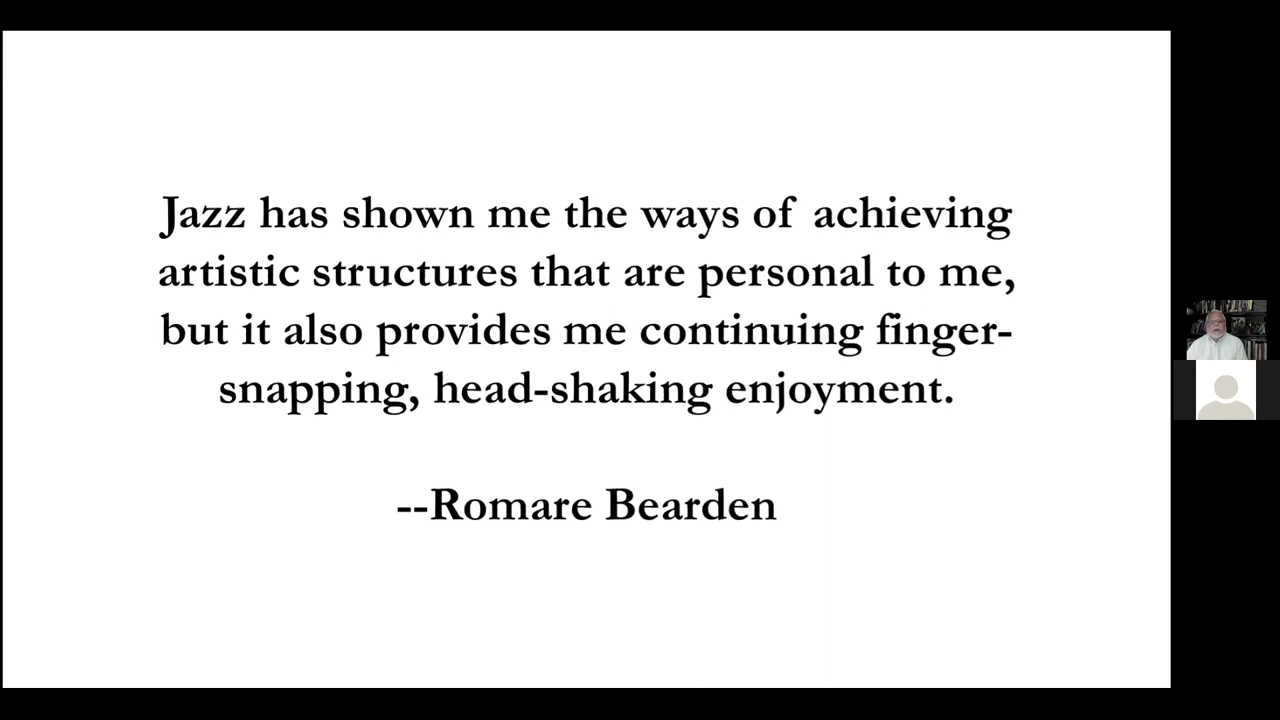 Jazz has shown me the ways of achieving
artistic structures that are personal to me,
but it also provides me continuing finger-
snapping, head-shaking enjoyment.
--Romare Bearden